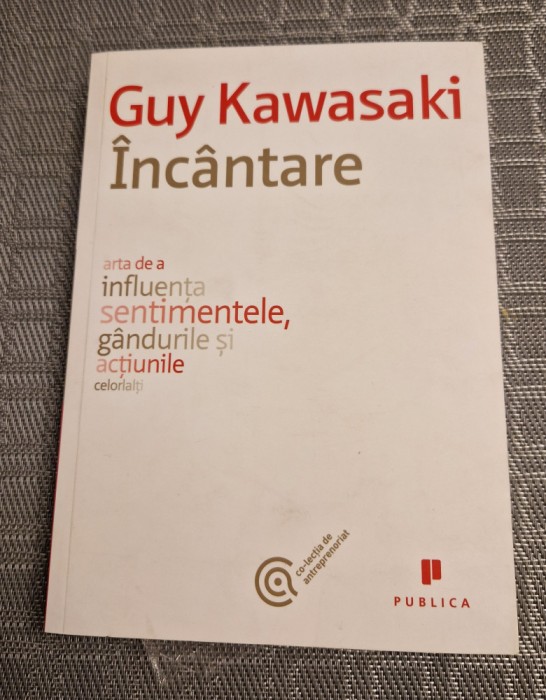 Guy Kawasaki
Încântare
arta de a
influența
sentimentele,
gândurile și
acțiunile
celorlalți
co-lecția de
antreprenoriat
PUBLICA